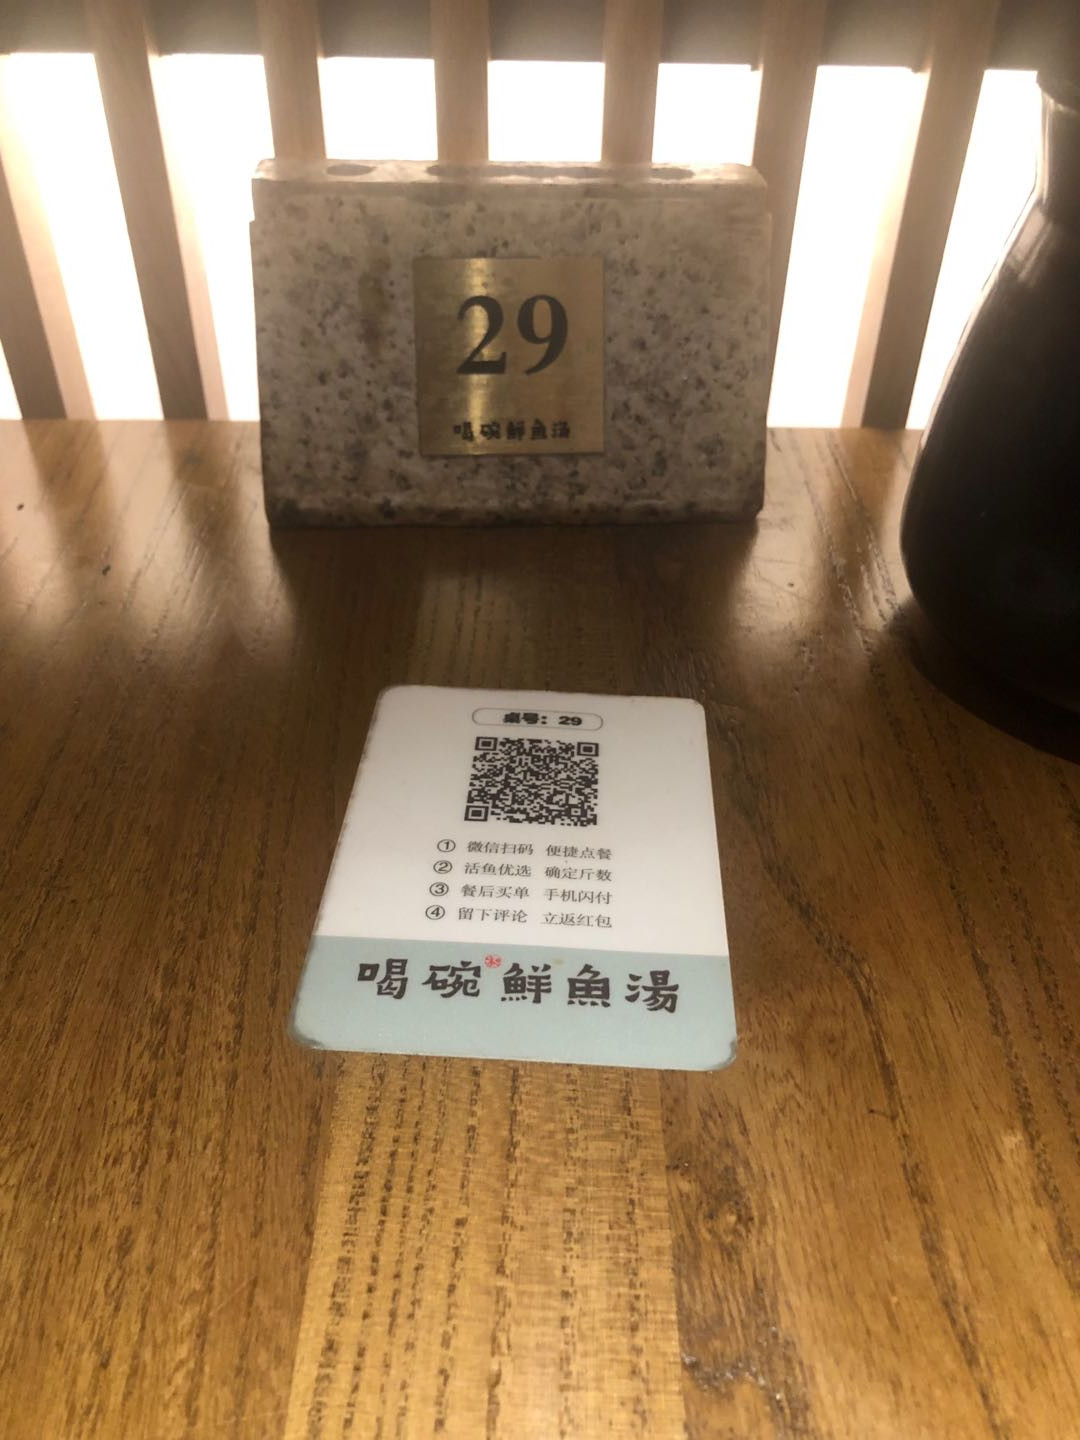 29
喝碗鲜鱼汤
桌号：29
① 微信扫码 便捷点餐
② 活鱼优选 确定斤数
③ 餐后买单 手机闪付
④ 留下评论 立返红包
喝碗鮮魚湯